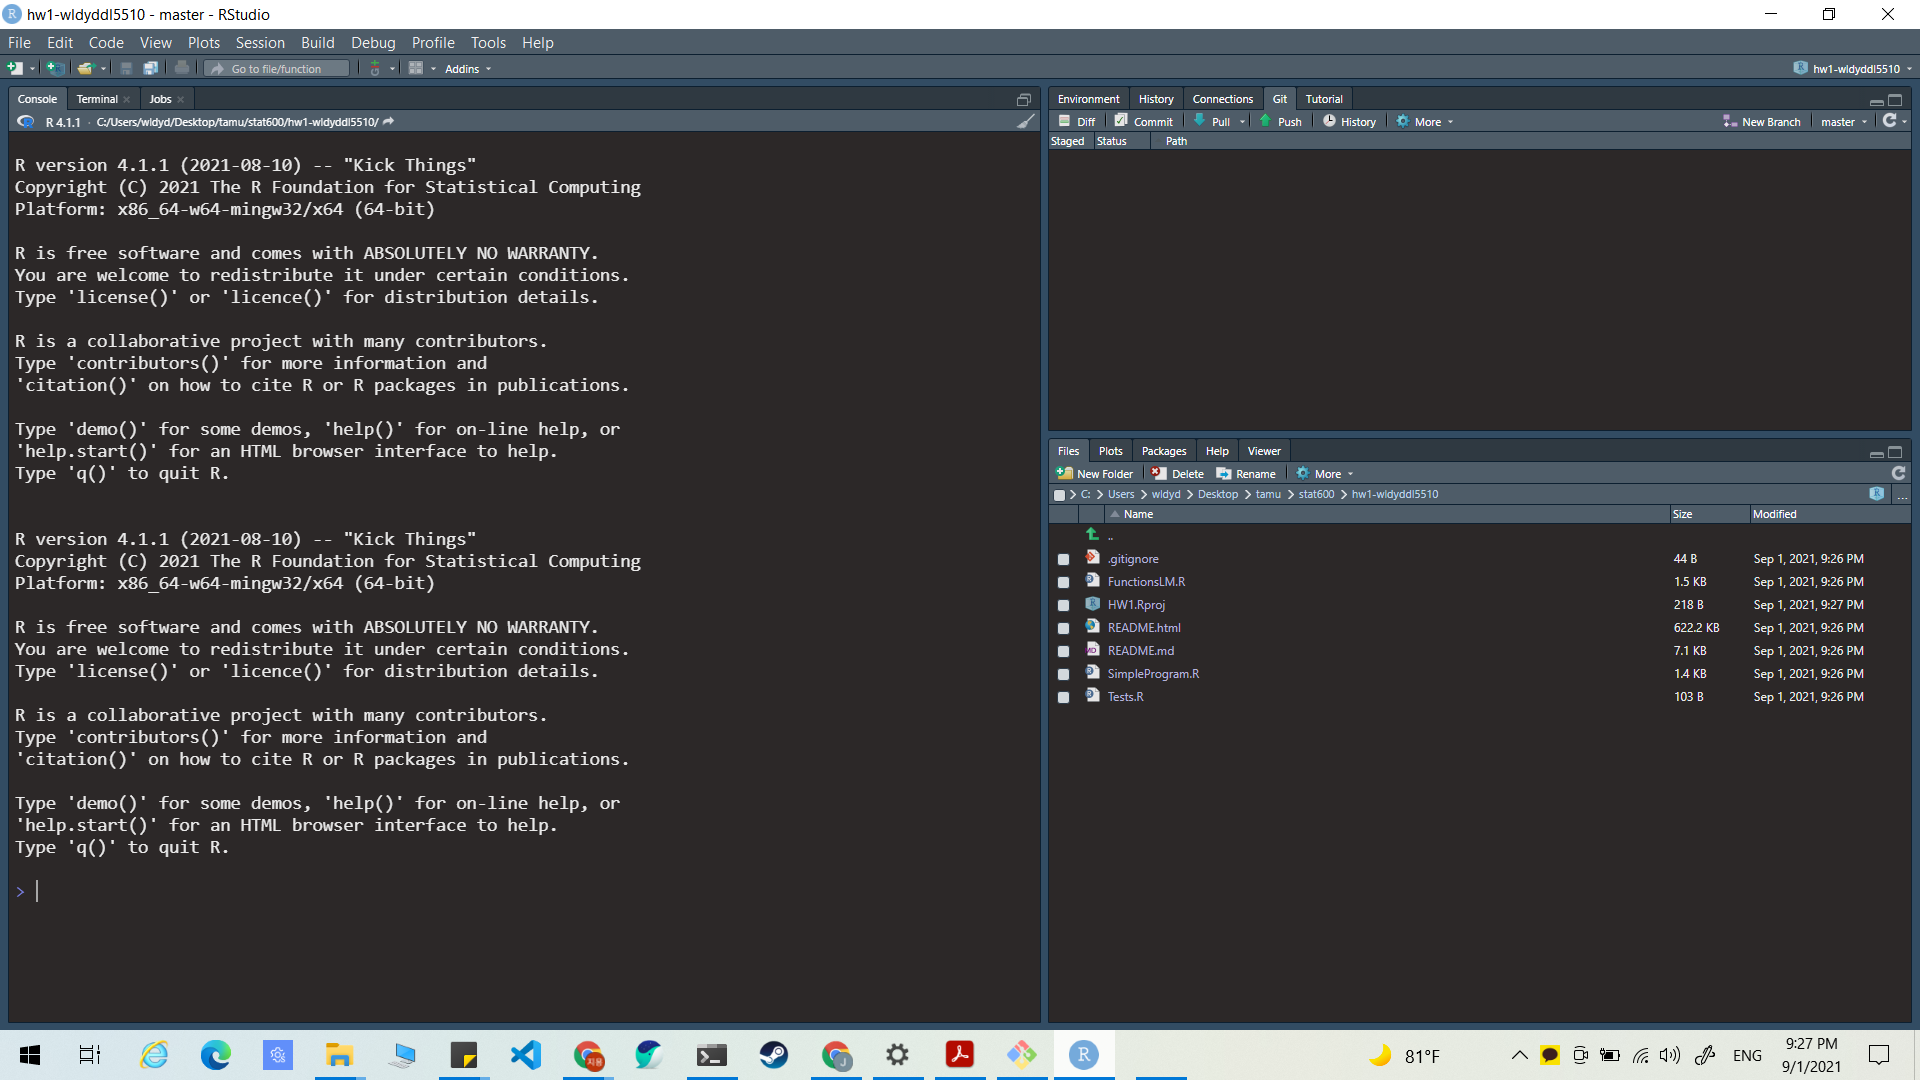 hw1-wldyddl5510 - master - RStudio
File Edit Code View Plots Session Build Debug Profile Tools Help
Go to file/function Addins hw1-wldyddl5510
Console Terminal Jobs
R 4.1.1 · C:/Users/wldyd/Desktop/tamu/stat600/hw1-wldyddl5510/
R version 4.1.1 (2021-08-10) -- "Kick Things"
Copyright (C) 2021 The R Foundation for Statistical Computing
Platform: x86_64-w64-mingw32/x64 (64-bit)
R is free software and comes with ABSOLUTELY NO WARRANTY.
You are welcome to redistribute it under certain conditions.
Type 'license()' or 'licence()' for distribution details.
R is a collaborative project with many contributors.
Type 'contributors()' for more information and
'citation()' on how to cite R or R packages in publications.
Type 'demo()' for some demos, 'help()' for on-line help, or
'help.start()' for an HTML browser interface to help.
Type 'q()' to quit R.
R version 4.1.1 (2021-08-10) -- "Kick Things"
Copyright (C) 2021 The R Foundation for Statistical Computing
Platform: x86_64-w64-mingw32/x64 (64-bit)
R is free software and comes with ABSOLUTELY NO WARRANTY.
You are welcome to redistribute it under certain conditions.
Type 'license()' or 'licence()' for distribution details.
R is a collaborative project with many contributors.
Type 'contributors()' for more information and
'citation()' on how to cite R or R packages in publications.
Type 'demo()' for some demos, 'help()' for on-line help, or
'help.start()' for an HTML browser interface to help.
Type 'q()' to quit R.
>
Environment History Connections Git Tutorial
Diff Commit Pull Push History More New Branch master
Staged Status Path
Files Plots Packages Help Viewer
New Folder Delete Rename More
C: > Users > wldyd > Desktop > tamu > stat600 > hw1-wldyddl5510 ...
Name Size Modified
..
.gitignore 44 B Sep 1, 2021, 9:26 PM
FunctionsLM.R 1.5 KB Sep 1, 2021, 9:26 PM
HW1.Rproj 218 B Sep 1, 2021, 9:27 PM
README.html 622.2 KB Sep 1, 2021, 9:26 PM
README.md 7.1 KB Sep 1, 2021, 9:26 PM
SimpleProgram.R 1.4 KB Sep 1, 2021, 9:26 PM
Tests.R 103 B Sep 1, 2021, 9:26 PM
81°F ENG 9:27 PM
9/1/2021